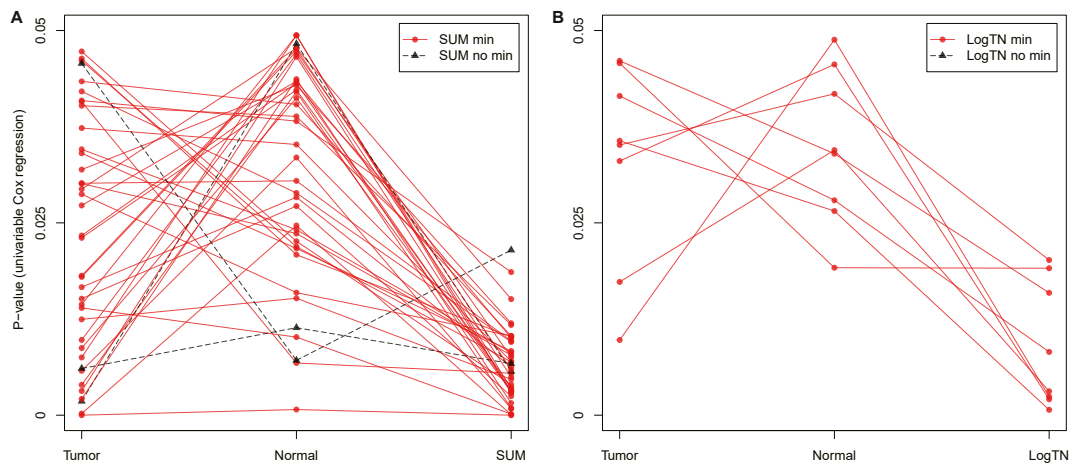 A
P−value (univariable Cox regression)
0.05
0.025
0
SUM min
SUM no min
Tumor
Normal
SUM
B
0.05
0.025
0
LogTN min
LogTN no min
Tumor
Normal
LogTN